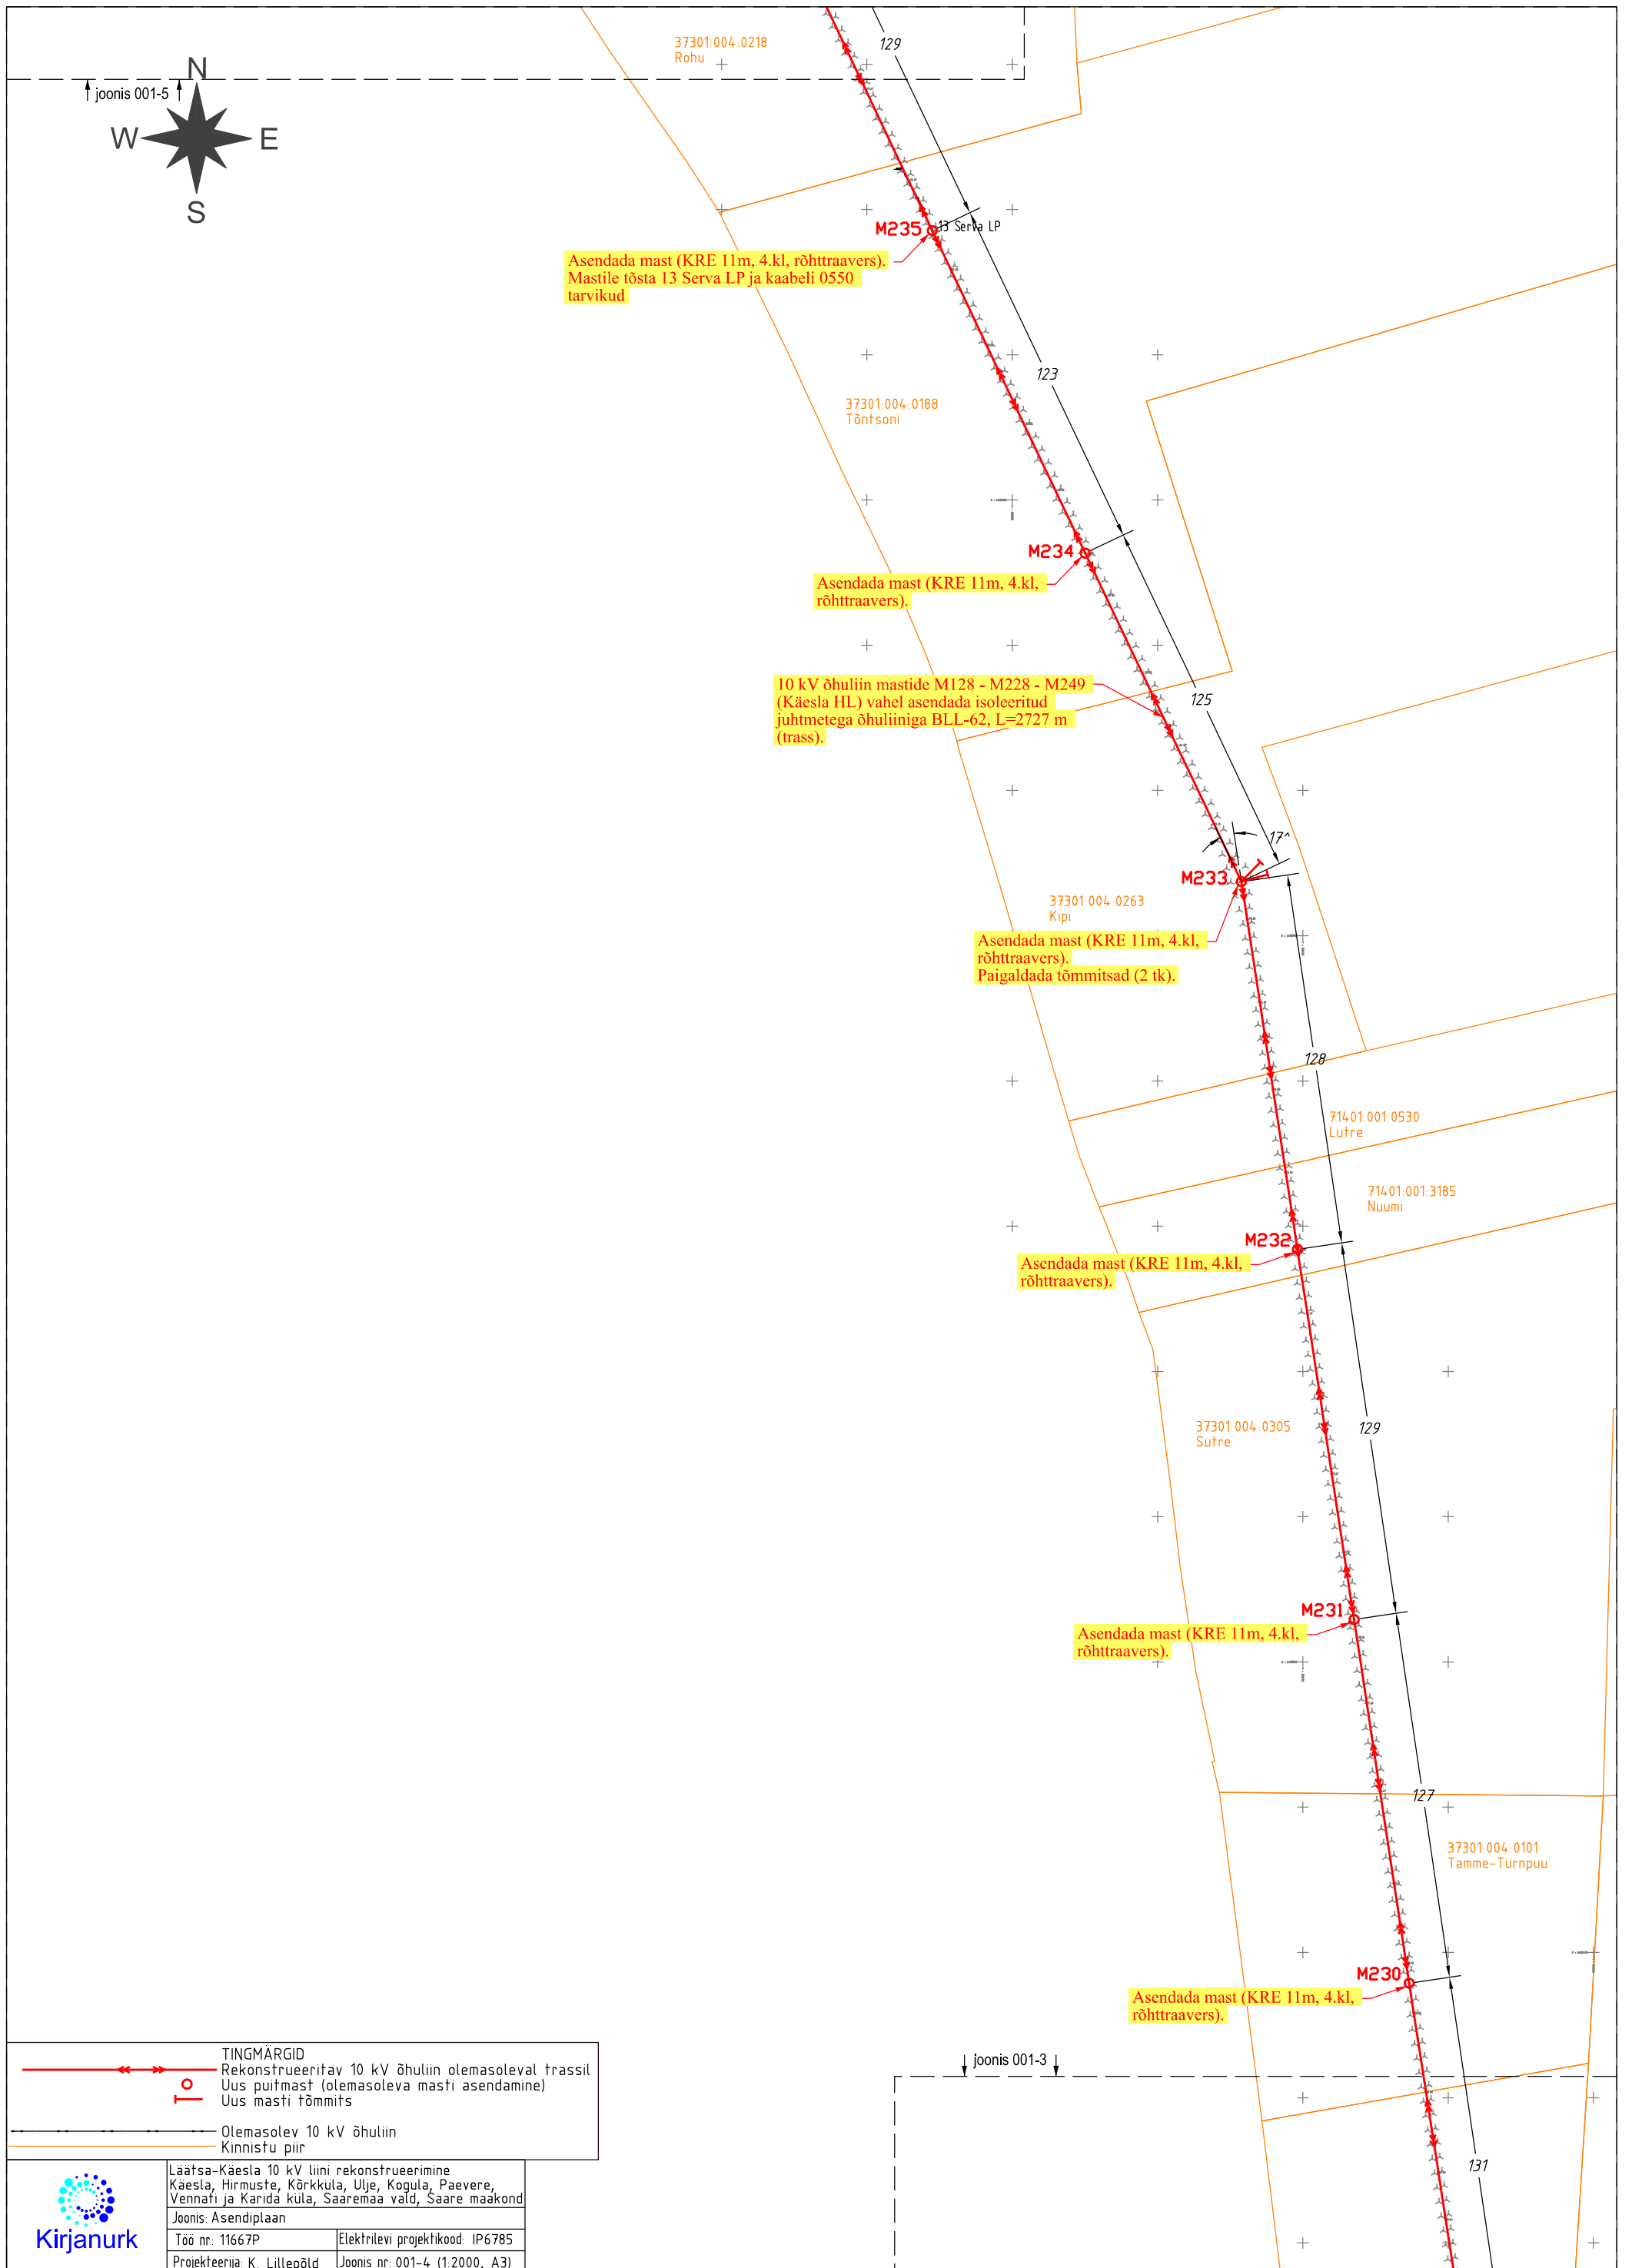 37301:004:0218
Rohu
129
joonis 001-5
N
W
E
S
M235
13 Serva LP
Asendada mast (KRE 11m, 4.kl, rõhttraavers).
Mastile tõsta 13 Serva LP ja kaabeli 0550
tarvikud
123
37301:004:0188
Tõntsoni
M234
Asendada mast (KRE 11m, 4.kl,
rõhttraavers).
10 kV õhuliin mastide M128 - M228 - M249
(Käesla HL) vahel asendada isoleeritud
juhtmetega õhuliiniga BLL-62, L=2727 m
(trass).
125
17^
M233
37301:004:0263
Kipi
Asendada mast (KRE 11m, 4.kl,
rõhttraavers).
Paigaldada tõmmitsad (2 tk).
128
71401:001:0530
Lutre
71401:001:3185
Nuumi
M232
Asendada mast (KRE 11m, 4.kl,
rõhttraavers).
37301:004:0305
Sutre
129
M231
Asendada mast (KRE 11m, 4.kl,
rõhttraavers).
127
37301:004:0101
Tamme-Türnpuu
M230
Asendada mast (KRE 11m, 4.kl,
rõhttraavers).
joonis 001-3
131
TINGMÄRGID
Rekonstrueeritav 10 kV õhuliin olemasoleval trassil
Uus puitmast (olemasoleva masti asendamine)
Uus masti tõmmits
Olemasolev 10 kV õhuliin
Kinnistu piir
Kirjanurk
Läätsa-Käesla 10 kV liini rekonstrueerimine
Käesla, Hirmuste, Kõrkküla, Ulje, Kogula, Paevere,
Vennati ja Karida küla, Saaremaa vald, Saare maakond
Joonis: Asendiplaan
Töö nr: 11667P
Elektrilevi projektikood: IP6785
Projekteerija: K. Lillepõld
Joonis nr: 001-4 (1:2000, A3)